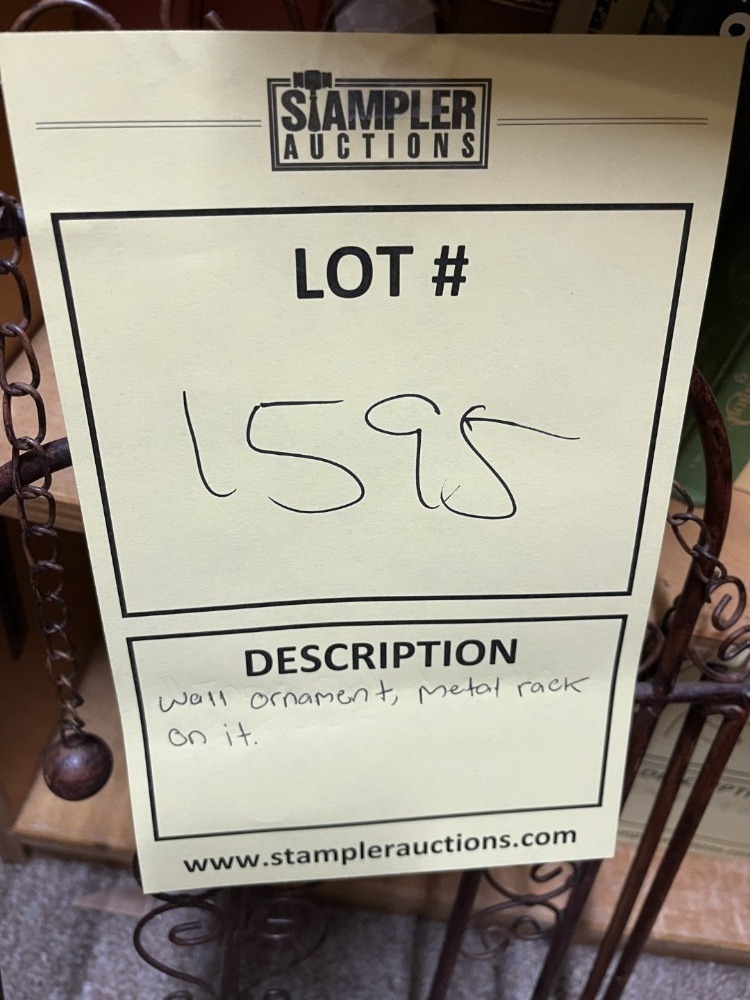 STAMPLER
AUCTIONS
LOT #
1595
DESCRIPTION
wall ornament, metal rack
on it.
www.stamplerauctions.com